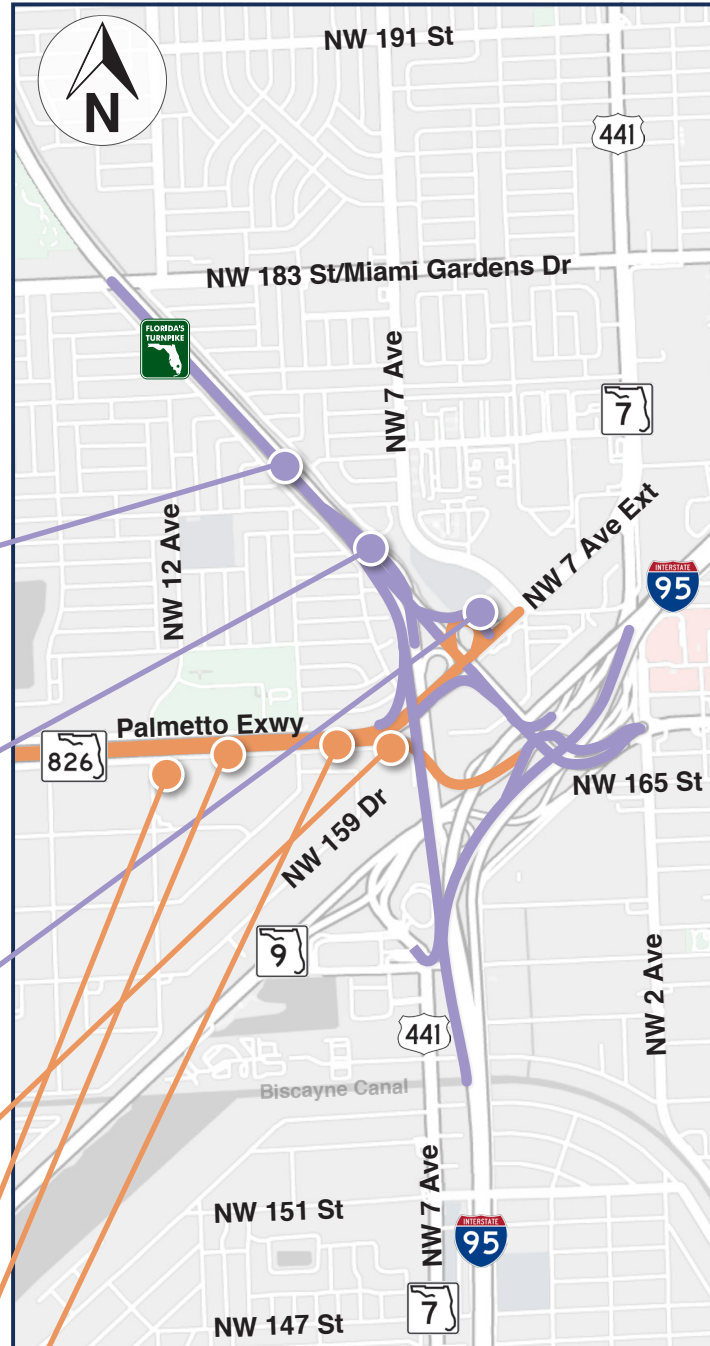 NW 191 St
N
441
NW 183 St/Miami Gardens Dr
FLORIDA'S
TURNPIKE
NW 7 Ave
7
NW 7 Ave Ext
NW 12 Ave
INTERSTATE
95
Palmetto Exwy
826
NW 165 St
NW 159 Dr
9
NW 2 Ave
441
Biscayne Canal
NW 7 Ave
NW 151 St
INTERSTATE
95
7
NW 147 St